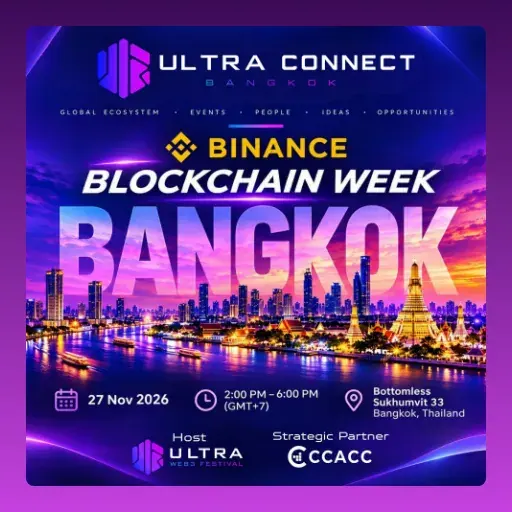 ULTRA CONNECT
BANGKOK
GLOBAL ECOSYSTEM · EVENTS · PEOPLE · IDEAS · OPPORTUNITIES
BINANCE
BLOCKCHAIN WEEK
BANGKOK
27 Nov 2026
2:00 PM – 6:00 PM
(GMT+7)
Bottomless
Sukhumvit 33
Bangkok, Thailand
Host
ULTRA
WEB3 FESTIVAL
Strategic Partner
CCACC